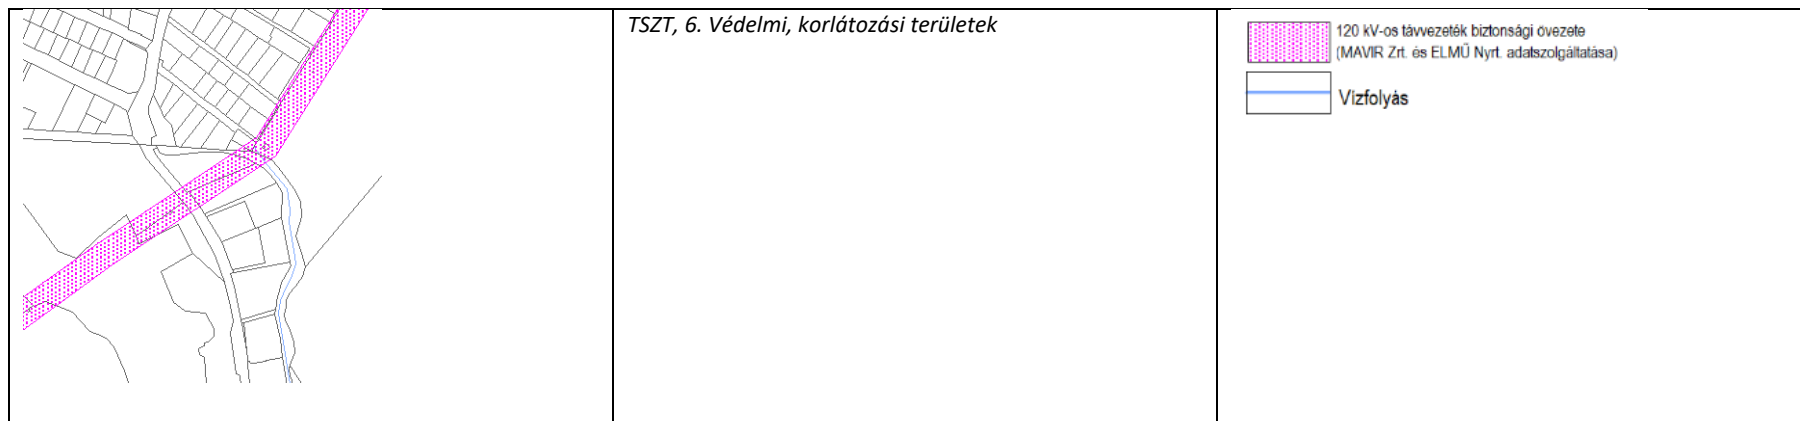 TSZT, 6. Védelmi, korlátozási területek
120 kV-os távvezeték biztonsági övezete
(MAVIR Zrt. és ELMŰ Nyrt. adatszolgáltatása)
Vízfolyás